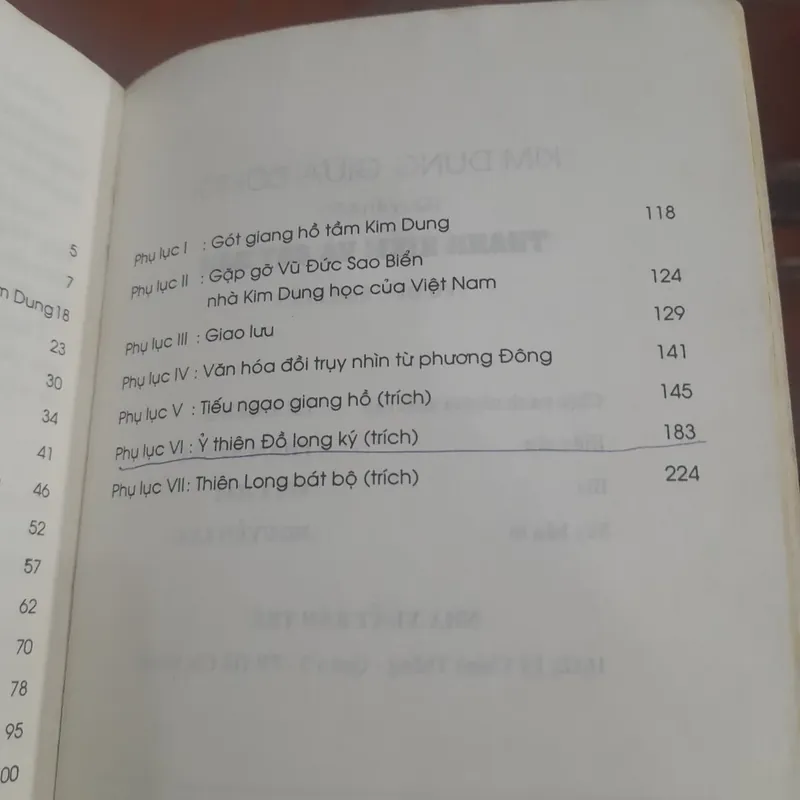 5
7
m Dung 18
23
30
34
41
46
52
57
62
70
78
95
00
Phụ lục I : Gót giang hồ tầm Kim Dung 118
Phụ lục II : Gặp gỡ Vũ Đức Sao Biển
nhà Kim Dung học của Việt Nam 124
Phụ lục III : Giao lưu 129
Phụ lục IV : Văn hóa đồi trụy nhìn từ phương Đông 141
Phụ lục V : Tiếu ngạo giang hồ (trích) 145
Phụ lục VI : Ỷ thiên Đồ long ký (trích) 183
Phụ lục VII: Thiên Long bát bộ (trích) 224